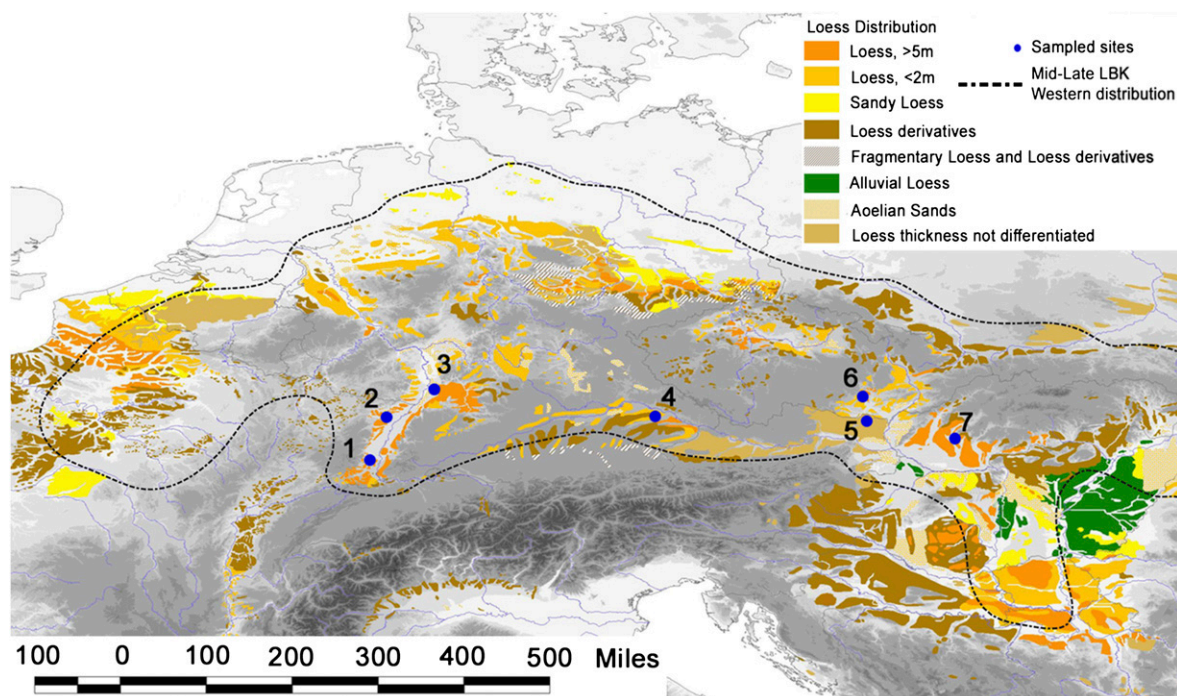 Loess Distribution
Loess, >5m
Loess, <2m
Sandy Loess
Loess derivatives
Fragmentary Loess and Loess derivatives
Alluvial Loess
Aoelian Sands
Loess thickness not differentiated
Sampled sites
Mid-Late LBK
Western distribution
3
6
2
4
5
7
1
100 0 100 200 310 400 500 Miles